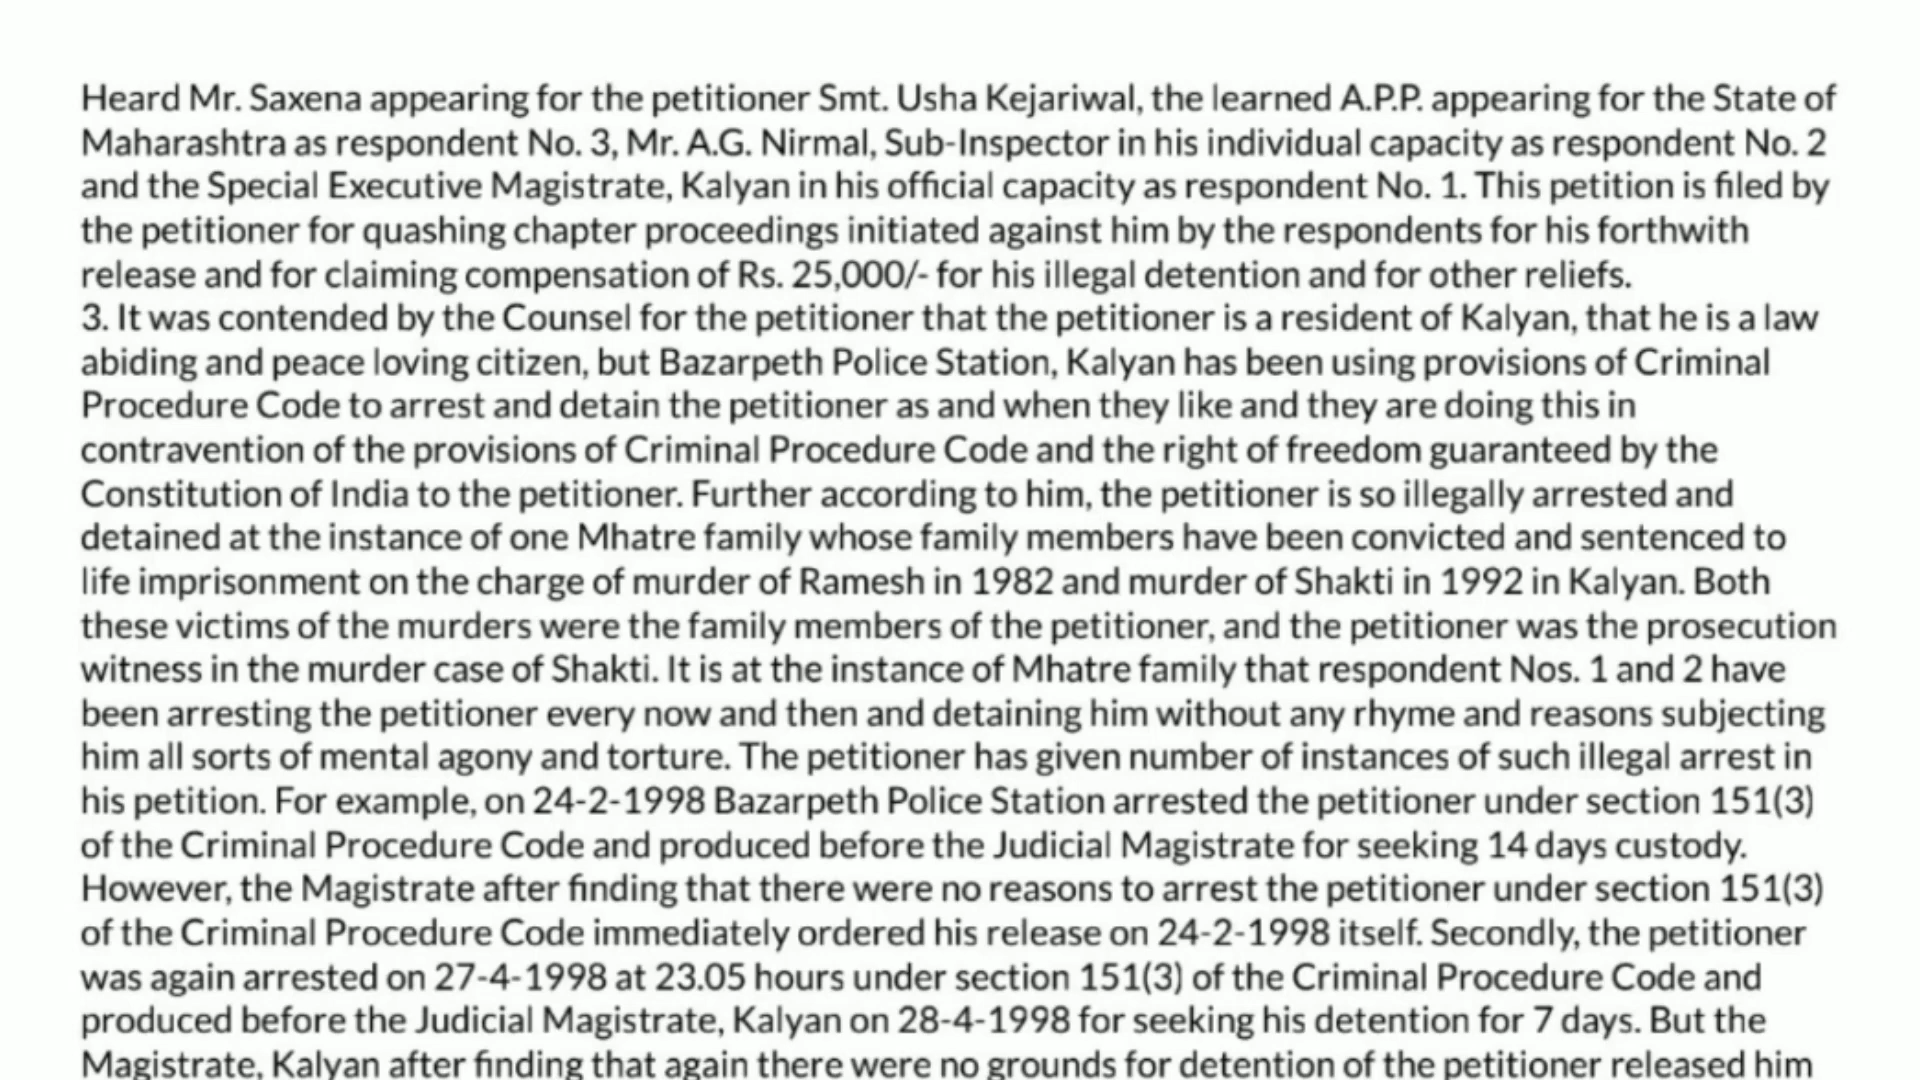 Heard Mr. Saxena appearing for the petitioner Smt. Usha Kejariwal, the learned A.P.P. appearing for the State of
Maharashtra as respondent No. 3, Mr. A.G. Nirmal, Sub-Inspector in his individual capacity as respondent No. 2
and the Special Executive Magistrate, Kalyan in his official capacity as respondent No. 1. This petition is filed by
the petitioner for quashing chapter proceedings initiated against him by the respondents for his forthwith
release and for claiming compensation of Rs. 25,000/- for his illegal detention and for other reliefs.
3. It was contended by the Counsel for the petitioner that the petitioner is a resident of Kalyan, that he is a law
abiding and peace loving citizen, but Bazarpeth Police Station, Kalyan has been using provisions of Criminal
Procedure Code to arrest and detain the petitioner as and when they like and they are doing this in
contravention of the provisions of Criminal Procedure Code and the right of freedom guaranteed by the
Constitution of India to the petitioner. Further according to him, the petitioner is so illegally arrested and
detained at the instance of one Mhatre family whose family members have been convicted and sentenced to
life imprisonment on the charge of murder of Ramesh in 1982 and murder of Shakti in 1992 in Kalyan. Both
these victims of the murders were the family members of the petitioner, and the petitioner was the prosecution
witness in the murder case of Shakti. It is at the instance of Mhatre family that respondent Nos. 1 and 2 have
been arresting the petitioner every now and then and detaining him without any rhyme and reasons subjecting
him all sorts of mental agony and torture. The petitioner has given number of instances of such illegal arrest in
his petition. For example, on 24-2-1998 Bazarpeth Police Station arrested the petitioner under section 151(3)
of the Criminal Procedure Code and produced before the Judicial Magistrate for seeking 14 days custody.
However, the Magistrate after finding that there were no reasons to arrest the petitioner under section 151(3)
of the Criminal Procedure Code immediately ordered his release on 24-2-1998 itself. Secondly, the petitioner
was again arrested on 27-4-1998 at 23.05 hours under section 151(3) of the Criminal Procedure Code and
produced before the Judicial Magistrate, Kalyan on 28-4-1998 for seeking his detention for 7 days. But the
Magistrate, Kalyan after finding that again there were no grounds for detention of the petitioner released him